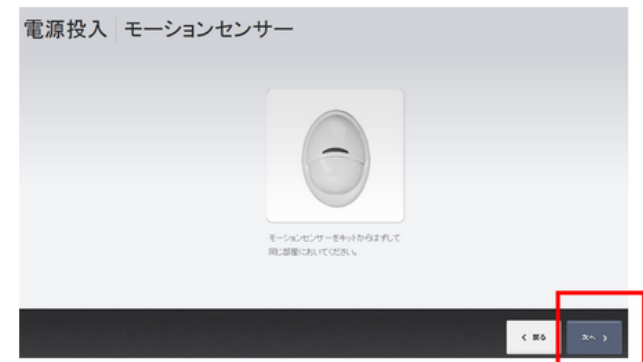 電源投入 モーションセンサー
モーションセンサーをキットからはずして
同じ部屋においてください。
戻る
次へ